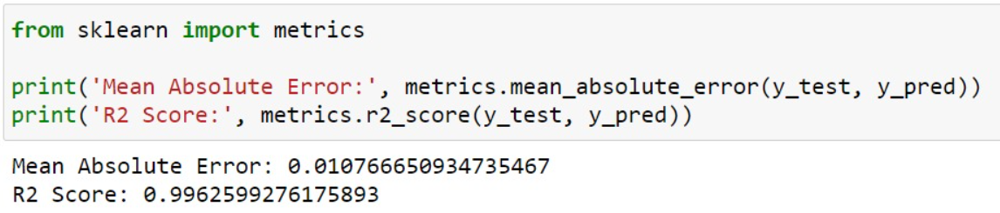 from sklearn import metrics
print('Mean Absolute Error:', metrics.mean_absolute_error(y_test, y_pred))
print('R2 Score:', metrics.r2_score(y_test, y_pred))
Mean Absolute Error: 0.010766650934735467
R2 Score: 0.9962599276175893